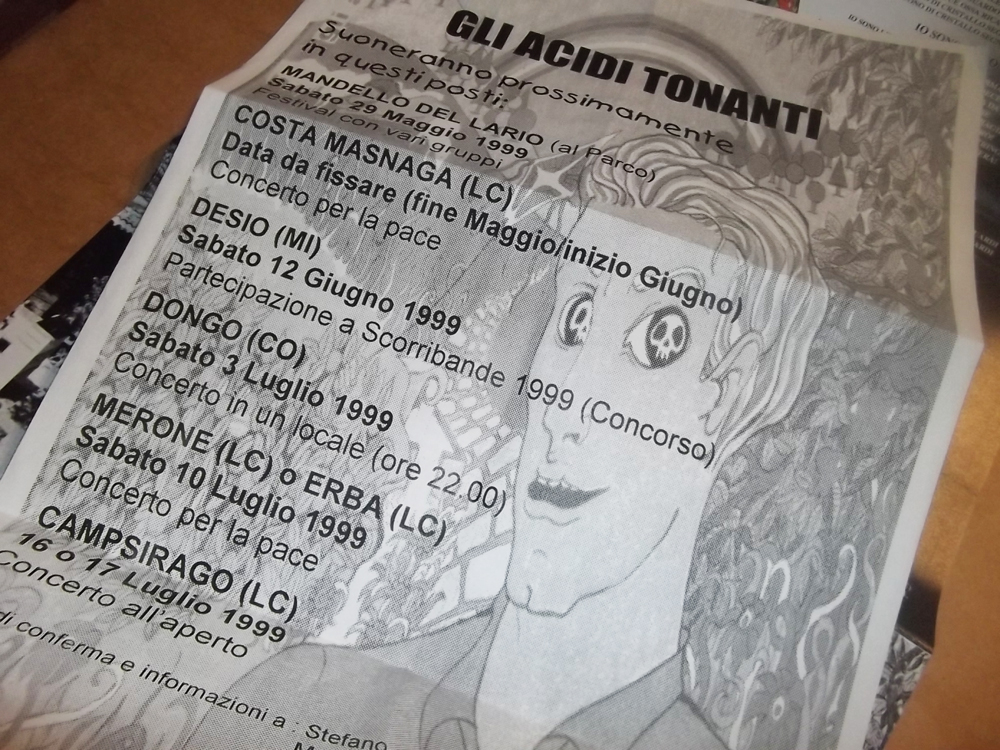 GLI ACIDI TONANTI
Suoneranno prossimamente
in questi posti:
MANDELLO DEL LARIO (al Parco)
Sabato 29 Maggio 1999
Festival con vari gruppi
COSTA MASNAGA (LC)
Data da fissare (fine Maggio/inizio Giugno)
Concerto per la pace
DESIO (MI)
Sabato 12 Giugno 1999
Partecipazione a Scorribande 1999 (Concorso)
DONGO (CO)
Sabato 3 Luglio 1999
Concerto in un locale (ore 22.00)
MERONE (LC) o ERBA (LC)
Sabato 10 Luglio 1999
Concerto per la pace
CAMPSIRAGO (LC)
16 o 17 Luglio 1999
Concerto all'aperto
di conferma e informazioni a : Stefano
IO SONO